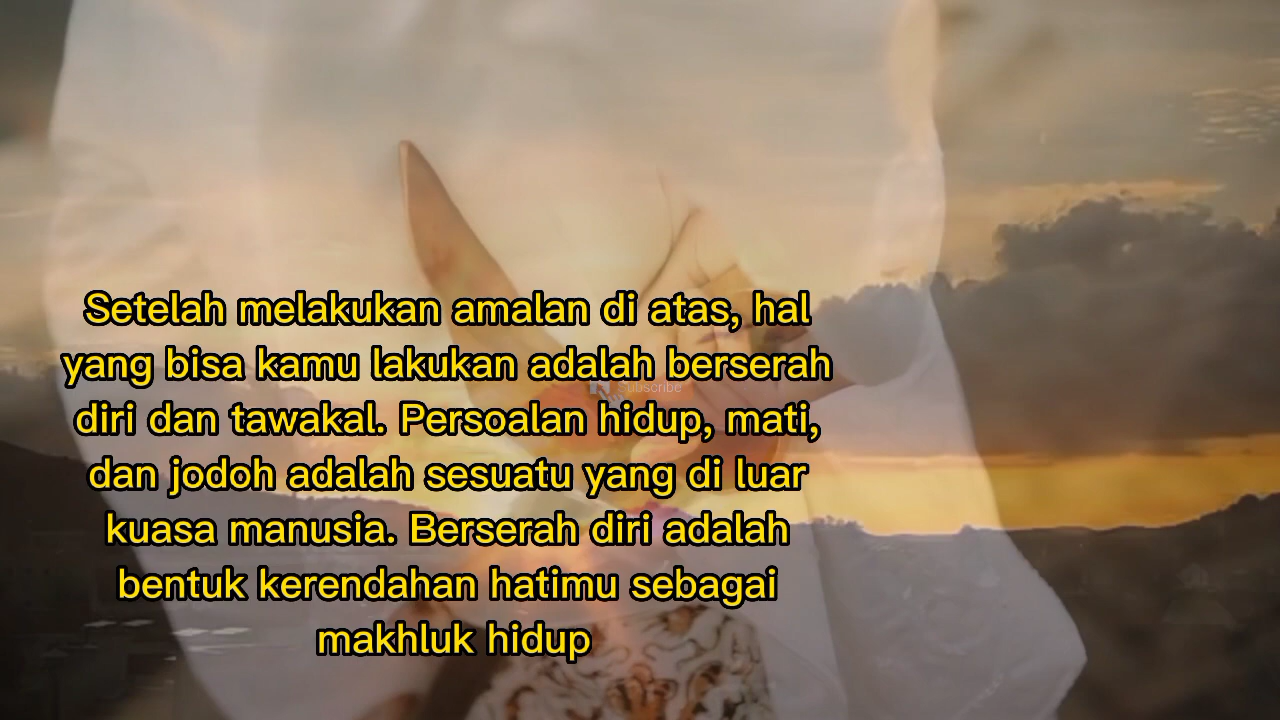 Setelah melakukan amalan di atas, hal
yang bisa kamu lakukan adalah berserah
diri dan tawakal. Persoalan hidup, mati,
dan jodoh adalah sesuatu yang di luar
kuasa manusia. Berserah diri adalah
bentuk kerendahan hatimu sebagai
makhluk hidup
Subscribe